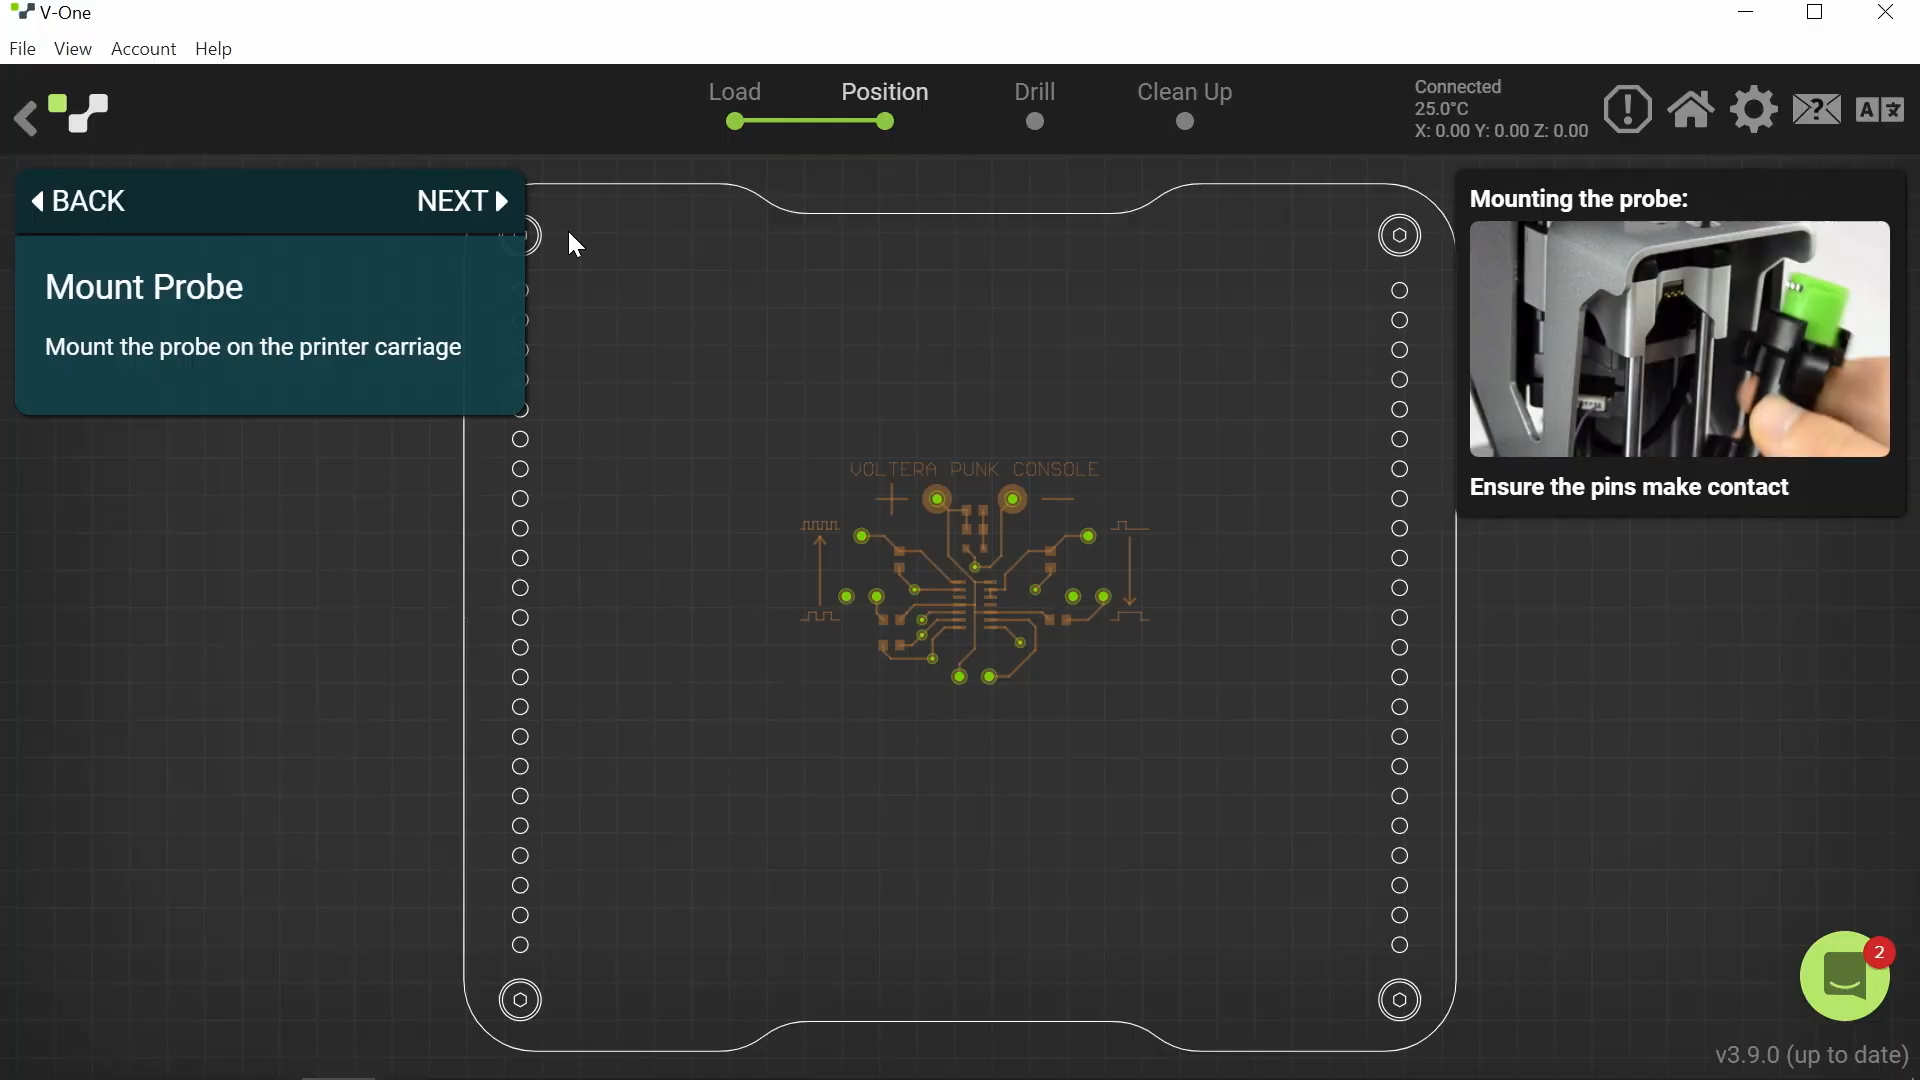 V-One
File View Account Help
Load Position Drill Clean Up
Connected
25.0°C
X: 0.00 Y: 0.00 Z: 0.00
A 文
BACK NEXT
Mount Probe
Mount the probe on the printer carriage
Mounting the probe:
Ensure the pins make contact
VOLTERA PUNK CONSOLE
2
v3.9.0 (up to date)